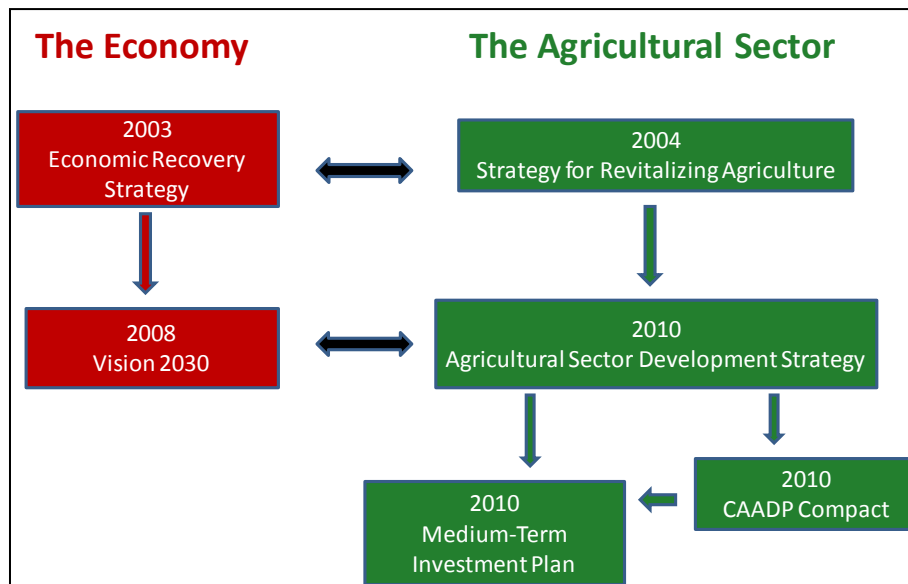 The Economy
The Agricultural Sector
2003
Economic Recovery
Strategy
2004
Strategy for Revitalizing Agriculture
2008
Vision 2030
2010
Agricultural Sector Development Strategy
2010
Medium-Term
Investment Plan
2010
CAADP Compact